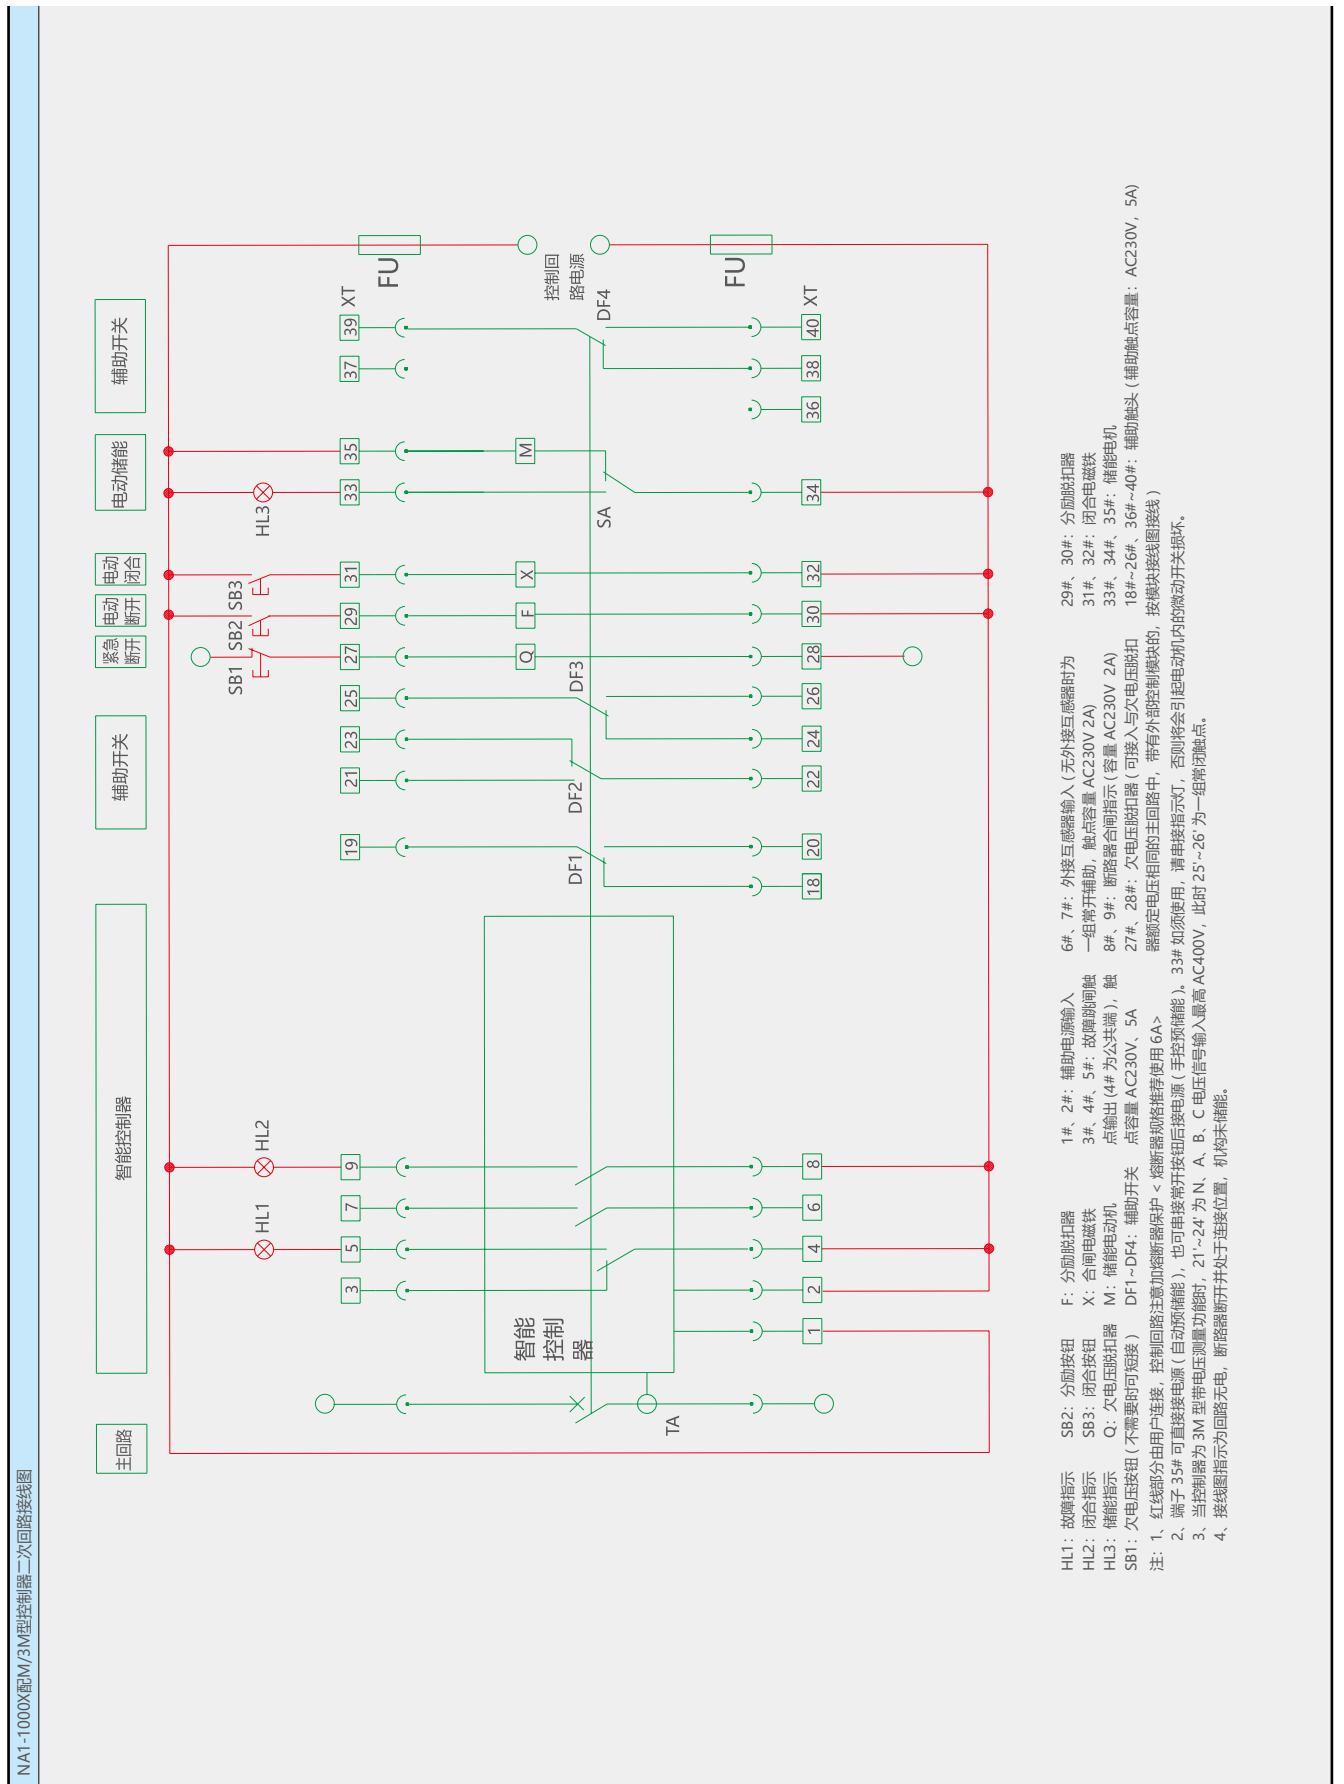 NA1-1000X配M/3M型控制器二次回路接线图
主回路
智能控制器
辅助开关
紧急
断开
电动
断开
电动
闭合
电动储能
辅助开关
HL1
HL2
SB1
SB2
SB3
HL3
3
5
7
9
19
21
23
25
27
29
31
33
35
37
39
XT
FU
智能
控制
器
Q
F
X
M
控制回
路电源
DF1
DF2
DF3
SA
DF4
TA
FU
1
2
4
6
8
18
20
22
24
26
28
30
32
34
36
38
40
XT
HL1：故障指示
HL2：闭合指示
HL3：储能指示
SB1：欠电压按钮 ( 不需要时可短接 )
SB2：分励按钮
SB3：闭合按钮
Q：欠电压脱扣器
F：分励脱扣器
X：合闸电磁铁
M：储能电动机
DF1~DF4：辅助开关
1#、2#：辅助电源输入
3#、4#、5#：故障跳闸触
点输出 (4# 为公共端 )，触
点容量 AC230V、5A
6#、7#：外接互感器输入 ( 无外接互感器时为
一组常开辅助，触点容量 AC230V 2A)
8#、9#：断路器合闸指示 ( 容量 AC230V 2A)
27#、28#：欠电压脱扣器 ( 可接入与欠电压脱扣
器额定电压相同的主回路中，带有外部控制模块的，按模块接线图接线 )
29#、30#：分励脱扣器
31#、32#：闭合电磁铁
33#、34#、35#：储能电机
18#~26#、36#~40#：辅助触头 ( 辅助触点容量：AC230V，5A)
注：1、红线部分由用户连接，控制回路注意加熔断器保护 < 熔断器规格推荐使用 6A>
2、端子 35# 可直接接电源 ( 自动预储能 )，也可串接常开按钮后接电源 ( 手控预储能 )。33# 如须使用，请串接指示灯，否则将会引起电动机内的微动开关损坏。
3、当控制器为 3M 型带电压测量功能时，21'~24' 为 N、A、B、C 电压信号输入最高 AC400V，此时 25'~26' 为一组常闭触点。
4、接线图指示为回路无电，断路器断开并处于连接位置，机构未储能。